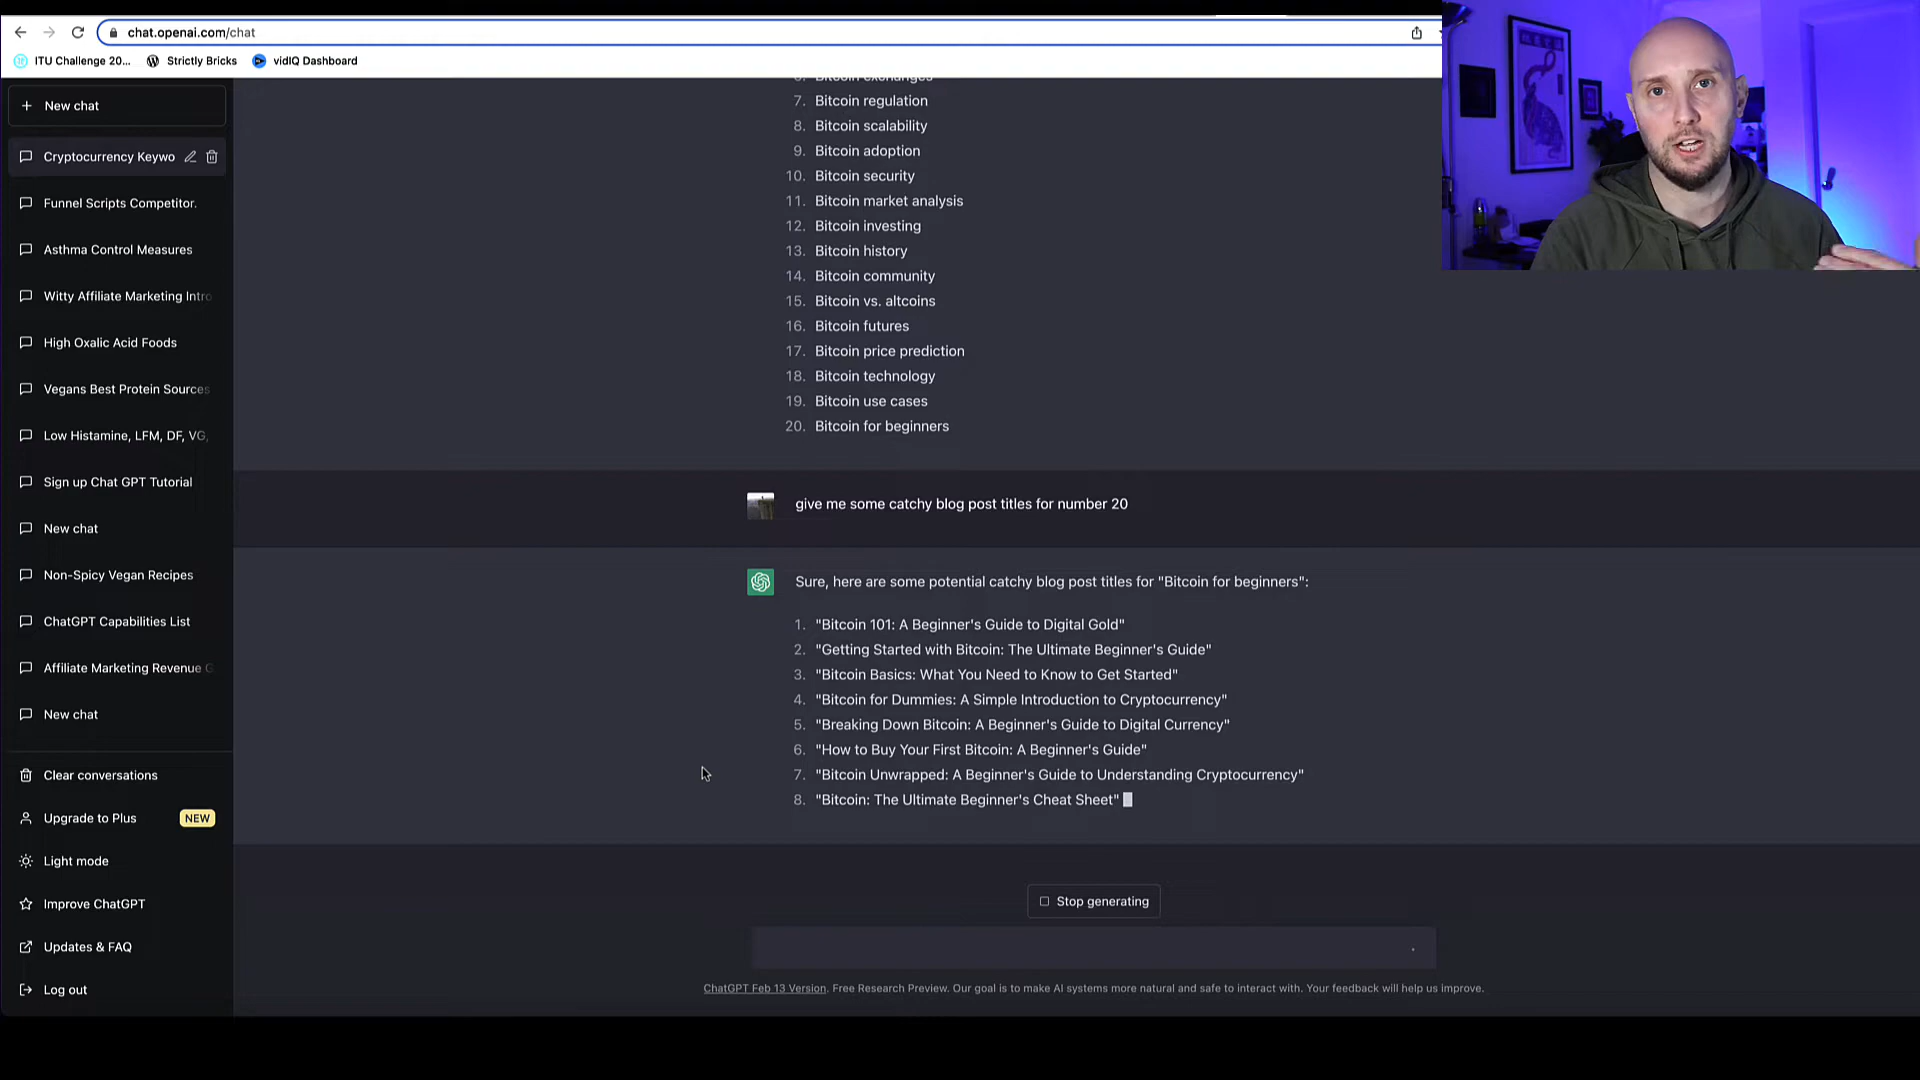 chat.openai.com/chat
ITU Challenge 20... Strictly Bricks vidIQ Dashboard
New chat
Cryptocurrency Keywo
Funnel Scripts Competitor.
Asthma Control Measures
Witty Affiliate Marketing Intro
High Oxalic Acid Foods
Vegans Best Protein Sources
Low Histamine, LFM, DF, VG,
Sign up Chat GPT Tutorial
New chat
Non-Spicy Vegan Recipes
ChatGPT Capabilities List
Affiliate Marketing Revenue G
New chat
Clear conversations
Upgrade to Plus NEW
Light mode
Improve ChatGPT
Updates & FAQ
Log out
Bitcoin exchanges
7. Bitcoin regulation
8. Bitcoin scalability
9. Bitcoin adoption
10. Bitcoin security
11. Bitcoin market analysis
12. Bitcoin investing
13. Bitcoin history
14. Bitcoin community
15. Bitcoin vs. altcoins
16. Bitcoin futures
17. Bitcoin price prediction
18. Bitcoin technology
19. Bitcoin use cases
20. Bitcoin for beginners
give me some catchy blog post titles for number 20
Sure, here are some potential catchy blog post titles for "Bitcoin for beginners":
1. "Bitcoin 101: A Beginner's Guide to Digital Gold"
2. "Getting Started with Bitcoin: The Ultimate Beginner's Guide"
3. "Bitcoin Basics: What You Need to Know to Get Started"
4. "Bitcoin for Dummies: A Simple Introduction to Cryptocurrency"
5. "Breaking Down Bitcoin: A Beginner's Guide to Digital Currency"
6. "How to Buy Your First Bitcoin: A Beginner's Guide"
7. "Bitcoin Unwrapped: A Beginner's Guide to Understanding Cryptocurrency"
8. "Bitcoin: The Ultimate Beginner's Cheat Sheet"
Stop generating
ChatGPT Feb 13 Version. Free Research Preview. Our goal is to make AI systems more natural and safe to interact with. Your feedback will help us improve.